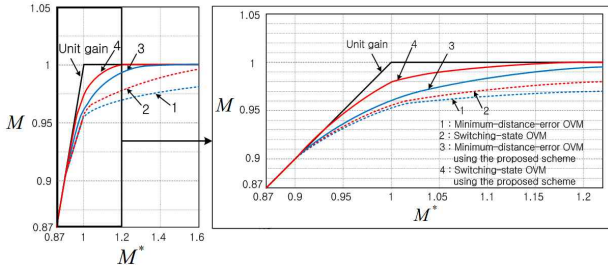 Unit gain
4
3
2
1
M
1
0.95
0.9
0.87
0.87
1
1.2
1.4
1.6
M*
Unit gain
4
3
1
2
M
1
0.95
0.9
0.87
0.87
0.9
0.95
1
1.05
1.1
1.15
1.2
M*
1 : Minimum-distance-error OVM
2 : Switching-state OVM
3 : Minimum-distance-error OVM
using the proposed scheme
4 : Switching-state OVM
using the proposed scheme